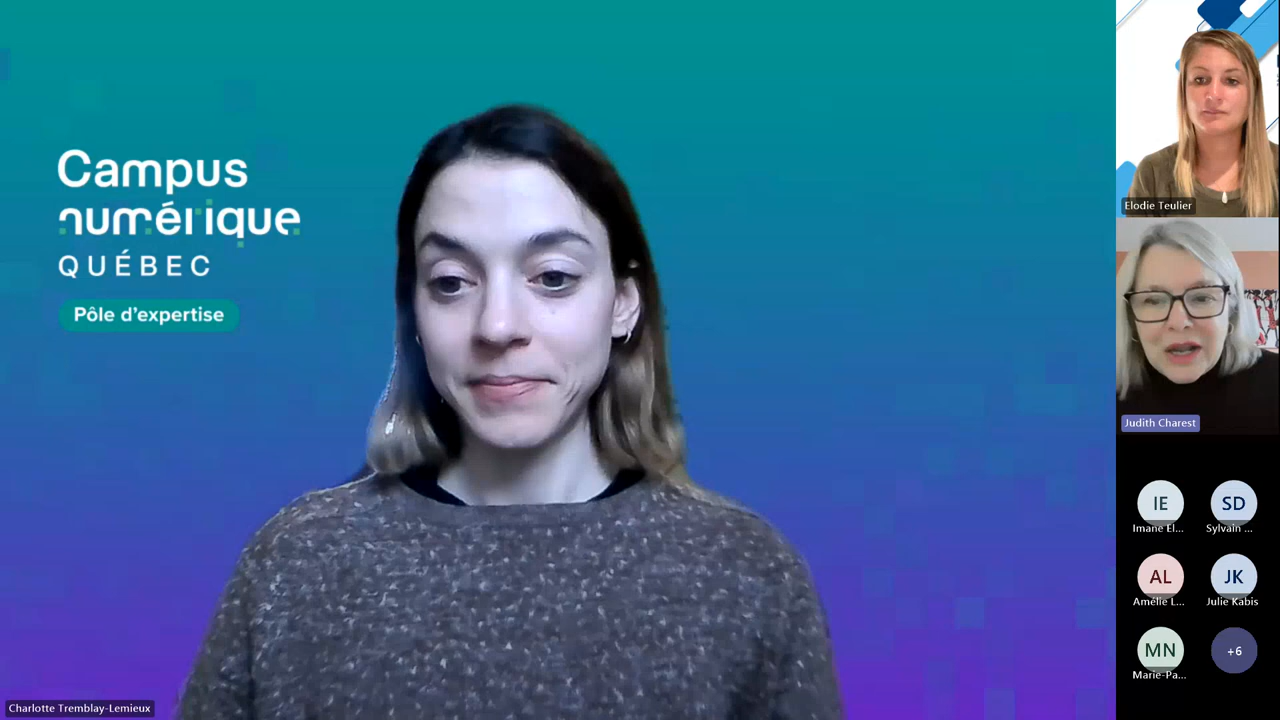 Campus
numérique
QUÉBEC
Pôle d'expertise
Charlotte Tremblay-Lemieux
Elodie Teulier
Judith Charest
IE
Imane El...
SD
Sylvain ...
AL
Amélie L...
JK
Julie Kabis
MN
Marie-Pa...
+6